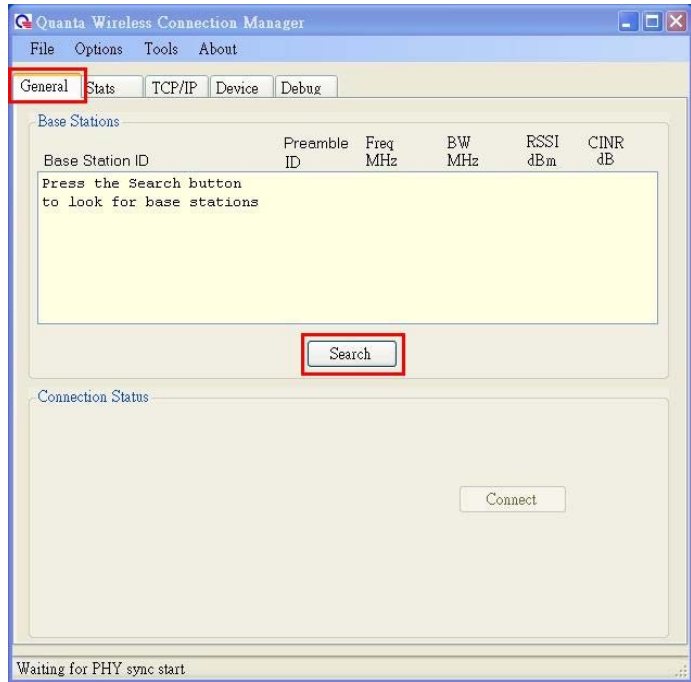 Quanta Wireless Connection Manager
File Options Tools About
General Stats TCP/IP Device Debug
Base Stations
Base Station ID Preamble ID Freq MHz BW MHz RSSI dBm CINR dB
Press the Search button
to look for base stations
Search
Connection Status
Connect
Waiting for PHY sync start